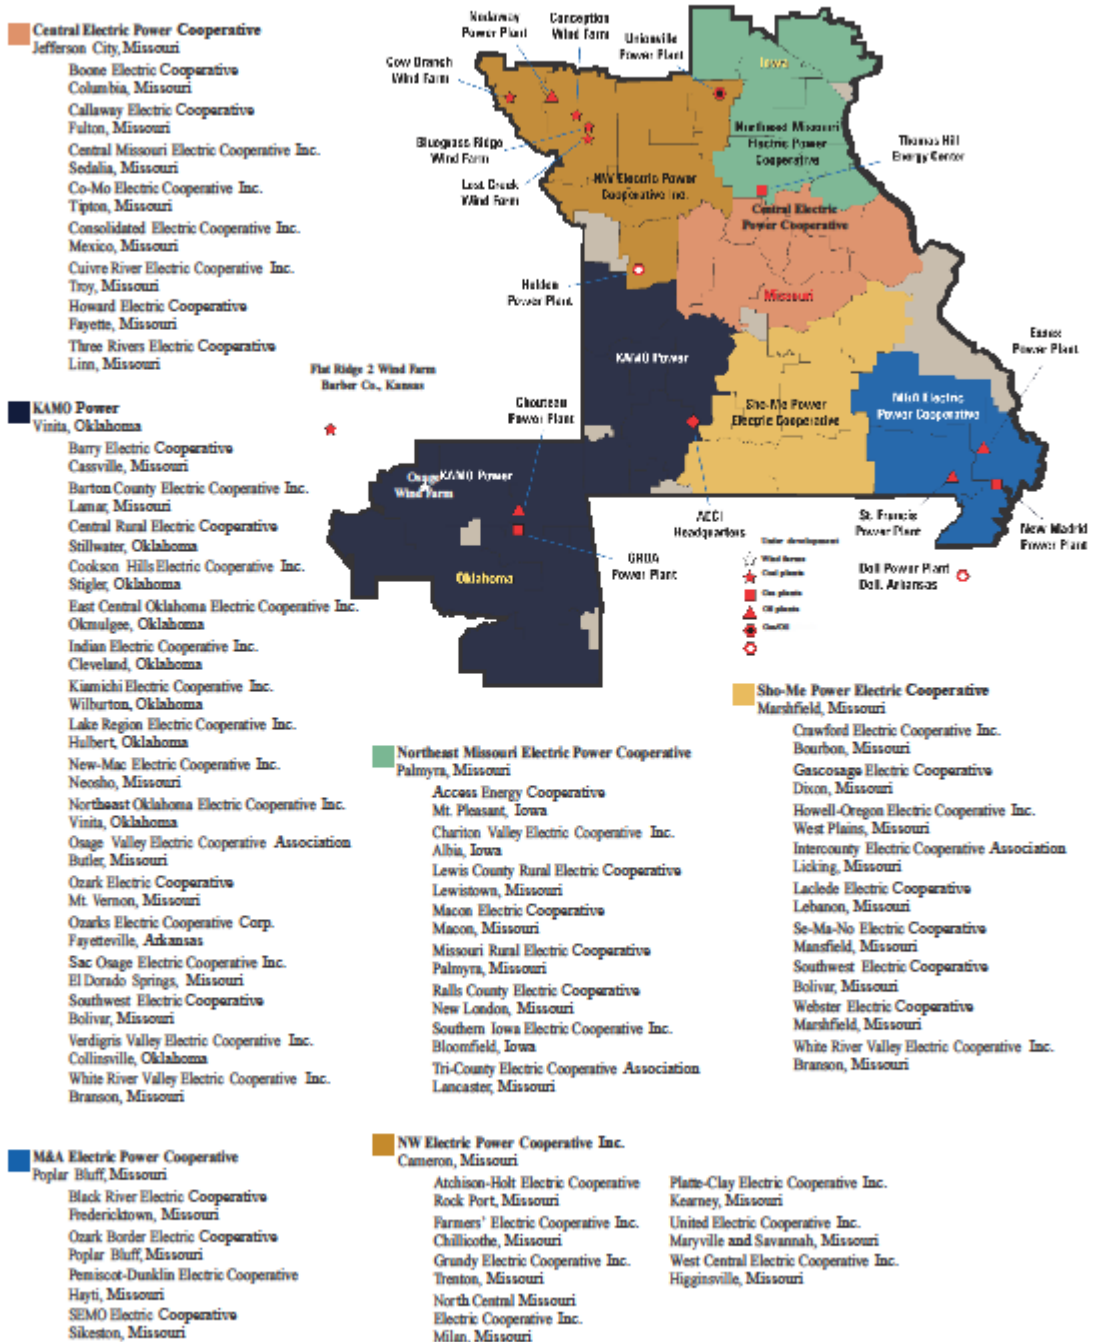 Central Electric Power Cooperative
Jefferson City, Missouri
Boone Electric Cooperative
Columbia, Missouri
Callaway Electric Cooperative
Fulton, Missouri
Central Missouri Electric Cooperative Inc.
Sedalia, Missouri
Co-Mo Electric Cooperative Inc.
Tipton, Missouri
Consolidated Electric Cooperative Inc.
Mexico, Missouri
Cuivre River Electric Cooperative Inc.
Troy, Missouri
Howard Electric Cooperative
Fayette, Missouri
Three Rivers Electric Cooperative
Linn, Missouri
KAMO Power
Vinita, Oklahoma
Barry Electric Cooperative
Cassville, Missouri
Barton County Electric Cooperative Inc.
Lamar, Missouri
Central Rural Electric Cooperative
Stillwater, Oklahoma
Cookson Hills Electric Cooperative Inc.
Stigler, Oklahoma
East Central Oklahoma Electric Cooperative Inc.
Okmulgee, Oklahoma
Indian Electric Cooperative Inc.
Cleveland, Oklahoma
Kiamichi Electric Cooperative Inc.
Wilburton, Oklahoma
Lake Region Electric Cooperative Inc.
Hulbert, Oklahoma
New-Mac Electric Cooperative Inc.
Neosho, Missouri
Northeast Oklahoma Electric Cooperative Inc.
Vinita, Oklahoma
Osage Valley Electric Cooperative Association
Butler, Missouri
Ozark Electric Cooperative
Mt. Vernon, Missouri
Ozarks Electric Cooperative Corp.
Fayetteville, Arkansas
Sac Osage Electric Cooperative Inc.
El Dorado Springs, Missouri
Southwest Electric Cooperative
Bolivar, Missouri
Verdigris Valley Electric Cooperative Inc.
Collinsville, Oklahoma
White River Valley Electric Cooperative Inc.
Branson, Missouri
M&A Electric Power Cooperative
Poplar Bluff, Missouri
Black River Electric Cooperative
Fredericktown, Missouri
Ozark Border Electric Cooperative
Poplar Bluff, Missouri
Pemiscot-Dunklin Electric Cooperative
Hayti, Missouri
SEMO Electric Cooperative
Sikeston, Missouri
Nodaway
Power Plant
Conception
Wind Farm
Unionville
Power Plant
Cow Branch
Wind Farm
Iowa
Bluegrass Ridge
Wind Farm
Northeast Missouri
Electric Power
Cooperative
Thomas Hill
Energy Center
Lost Creek
Wind Farm
NW Electric Power
Cooperative Inc.
Central Electric
Power Cooperative
Holden
Power Plant
Missouri
Essex
Power Plant
KAMO Power
Flat Ridge 2 Wind Farm
Barber Co., Kansas
Chouteau
Power Plant
Sho-Me Power
Electric Cooperative
M&A Electric
Power Cooperative
KAMO Power
Osage
Wind Farm
AECI
Headquarters
St. Francis
Power Plant
New Madrid
Power Plant
GRDA
Power Plant
Oklahoma
Under development
Wind farms
Coal plants
Gas plants
Oil plants
Gas/Oil
Dell Power Plant
Dell, Arkansas
Sho-Me Power Electric Cooperative
Marshfield, Missouri
Crawford Electric Cooperative Inc.
Bourbon, Missouri
Gascosage Electric Cooperative
Dixon, Missouri
Howell-Oregon Electric Cooperative Inc.
West Plains, Missouri
Intercounty Electric Cooperative Association
Licking, Missouri
Laclede Electric Cooperative
Lebanon, Missouri
Se-Ma-No Electric Cooperative
Mansfield, Missouri
Southwest Electric Cooperative
Bolivar, Missouri
Webster Electric Cooperative
Marshfield, Missouri
White River Valley Electric Cooperative Inc.
Branson, Missouri
Northeast Missouri Electric Power Cooperative
Palmyra, Missouri
Access Energy Cooperative
Mt. Pleasant, Iowa
Chariton Valley Electric Cooperative Inc.
Albia, Iowa
Lewis County Rural Electric Cooperative
Lewistown, Missouri
Macon Electric Cooperative
Macon, Missouri
Missouri Rural Electric Cooperative
Palmyra, Missouri
Ralls County Electric Cooperative
New London, Missouri
Southern Iowa Electric Cooperative Inc.
Bloomfield, Iowa
Tri-County Electric Cooperative Association
Lancaster, Missouri
NW Electric Power Cooperative Inc.
Cameron, Missouri
Atchison-Holt Electric Cooperative
Rock Port, Missouri
Farmers' Electric Cooperative Inc.
Chillicothe, Missouri
Grundy Electric Cooperative Inc.
Trenton, Missouri
North Central Missouri
Electric Cooperative Inc.
Milan, Missouri
Platte-Clay Electric Cooperative Inc.
Kearney, Missouri
United Electric Cooperative Inc.
Maryville and Savannah, Missouri
West Central Electric Cooperative Inc.
Higginsville, Missouri